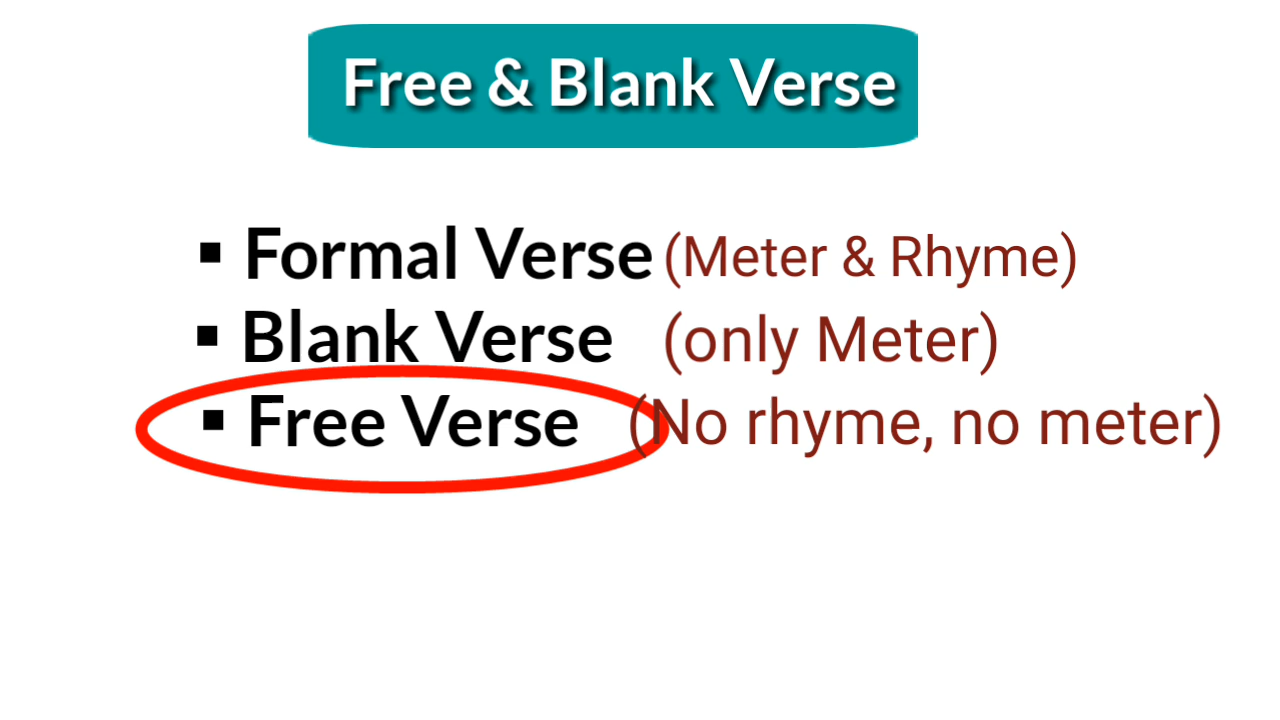 Free & Blank Verse
▪ Formal Verse (Meter & Rhyme)
▪ Blank Verse (only Meter)
▪ Free Verse (No rhyme, no meter)